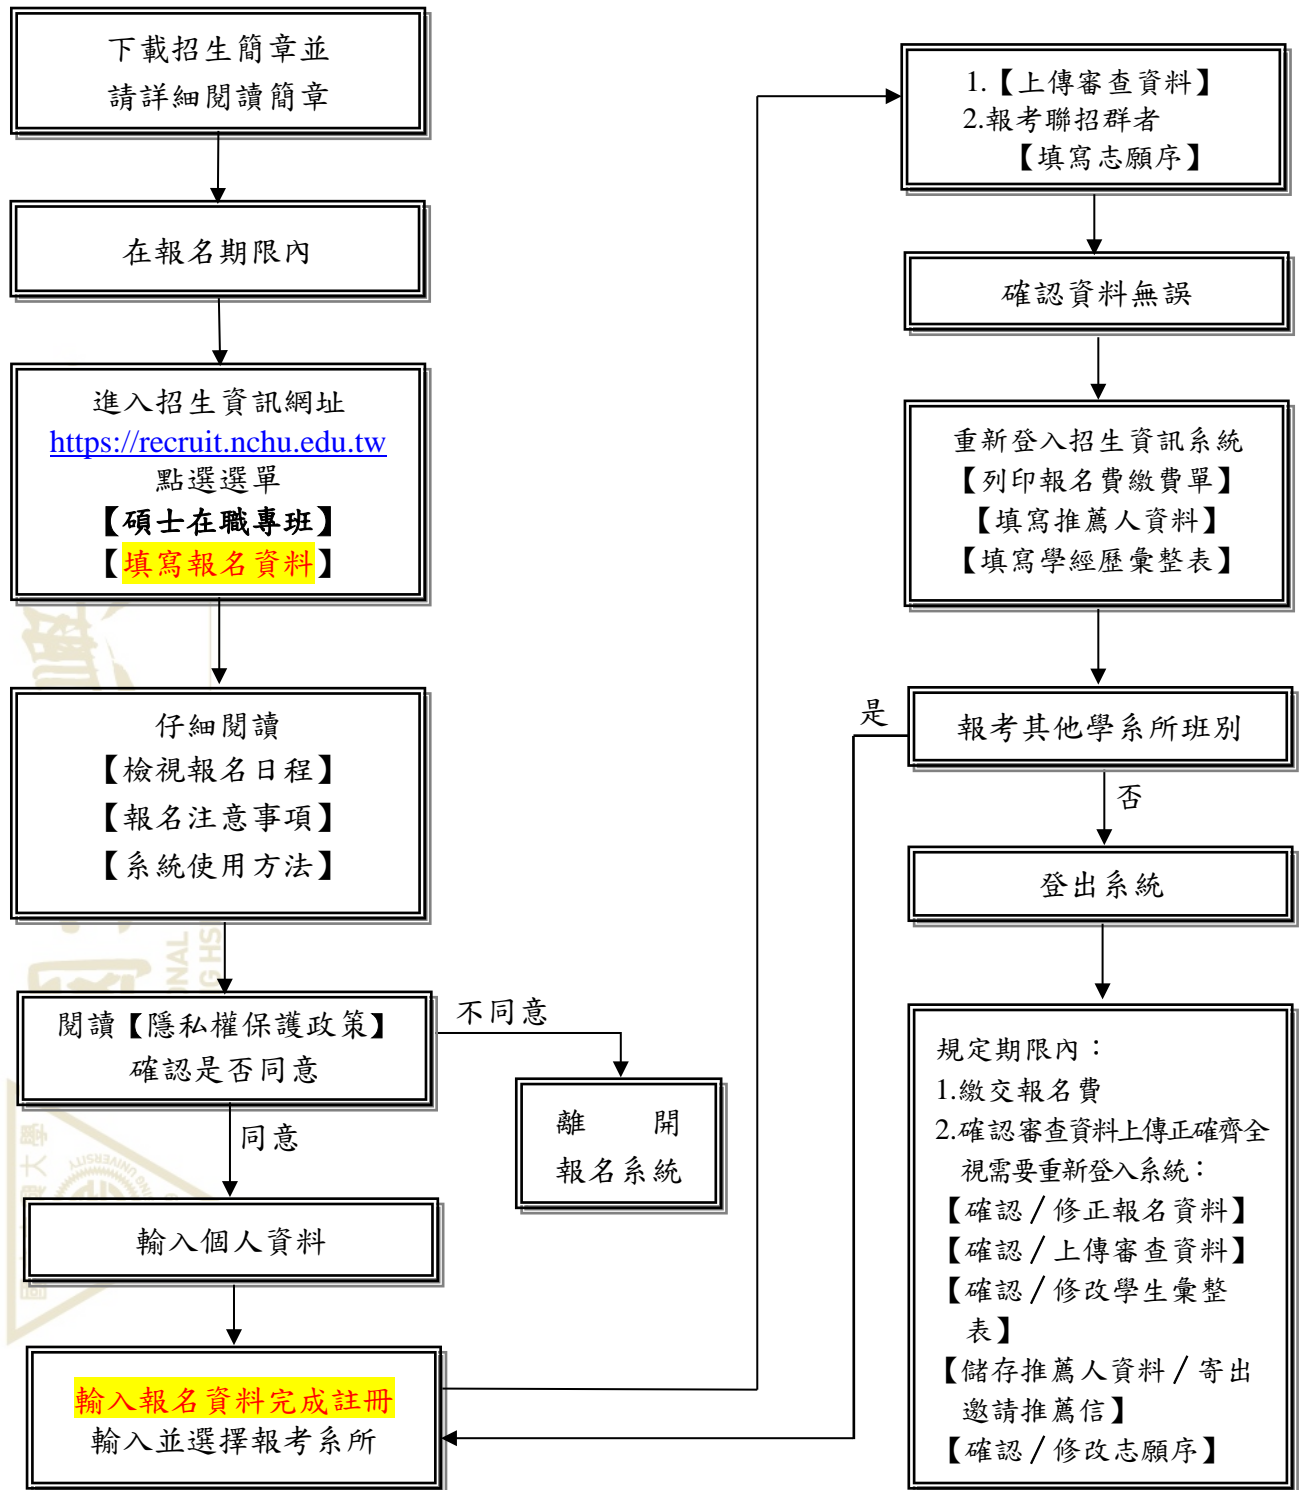 下載招生簡章並
請詳細閱讀簡章
在報名期限內
進入招生資訊網址
https://recruit.nchu.edu.tw
點選選單
【碩士在職專班】
【填寫報名資料】
仔細閱讀
【檢視報名日程】
【報名注意事項】
【系統使用方法】
閱讀【隱私權保護政策】
確認是否同意
不同意
離 開
報名系統
同意
輸入個人資料
輸入報名資料完成註冊
輸入並選擇報考系所
1.【上傳審查資料】
2.報考聯招群者
【填寫志願序】
確認資料無誤
重新登入招生資訊系統
【列印報名費繳費單】
【填寫推薦人資料】
【填寫學經歷彙整表】
是
報考其他學系所班別
否
登出系統
規定期限內：
1.繳交報名費
2.確認審查資料上傳正確齊全
視需要重新登入系統：
【確認／修正報名資料】
【確認／上傳審查資料】
【確認／修改學生彙整
表】
【儲存推薦人資料／寄出
邀請推薦信】
【確認／修改志願序】